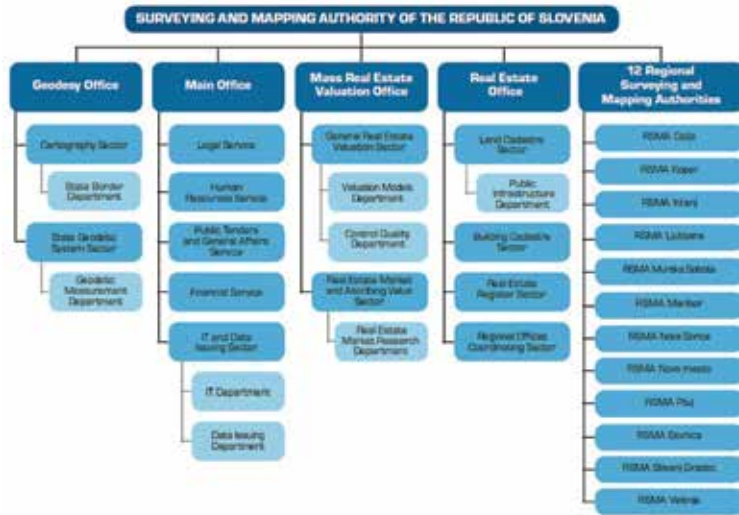 SURVEYING AND MAPPING AUTHORITY OF THE REPUBLIC OF SLOVENIA
Geodesy Office
Cartography Sector
State Border
Department
State Geodetic
System Sector
Geodetic
Measurement
Department
Main Office
Legal Service
Human
Resources Service
Public Tenders
and General Affairs
Service
Financial Service
IT and Data
Issuing Sector
IT Department
Data Issuing
Department
Mass Real Estate
Valuation Office
General Real Estate
Valuation Sector
Valuation Models
Department
Control Quality
Department
Real Estate Market
and Ascribing Value
Sector
Real Estate
Market Research
Department
Real Estate
Office
Land Cadastre
Sector
Public
Infrastructure
Department
Building Cadastre
Sector
Real Estate
Register Sector
Regional Offices
Coordinating Sector
12 Regional
Surveying and
Mapping Authorities
RSMA Celje
RSMA Koper
RSMA Kranj
RSMA Ljubljana
RSMA Murska Sobota
RSMA Maribor
RSMA Nova Gorica
RSMA Novo mesto
RSMA Ptuj
RSMA Sevnica
RSMA Slovenj Gradec
RSMA Velenje